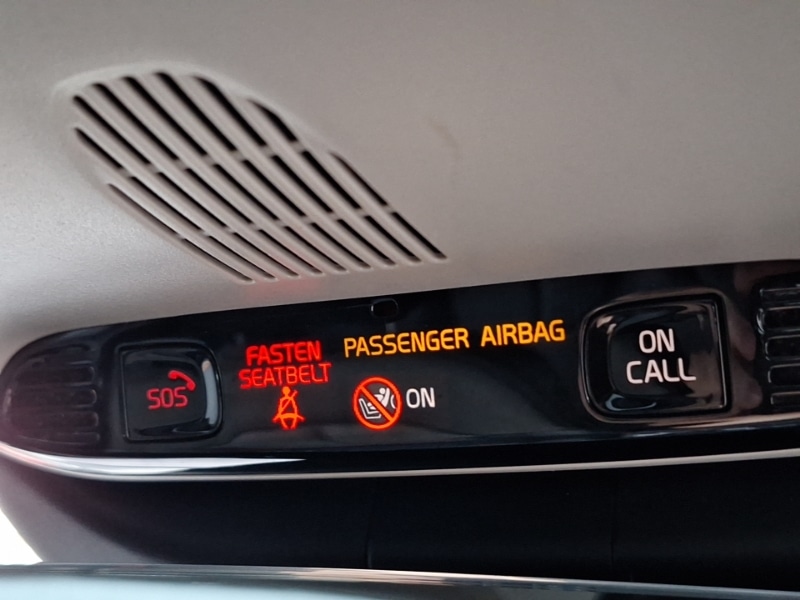 SOS
FASTEN
SEATBELT
PASSENGER AIRBAG
ON
ON
CALL